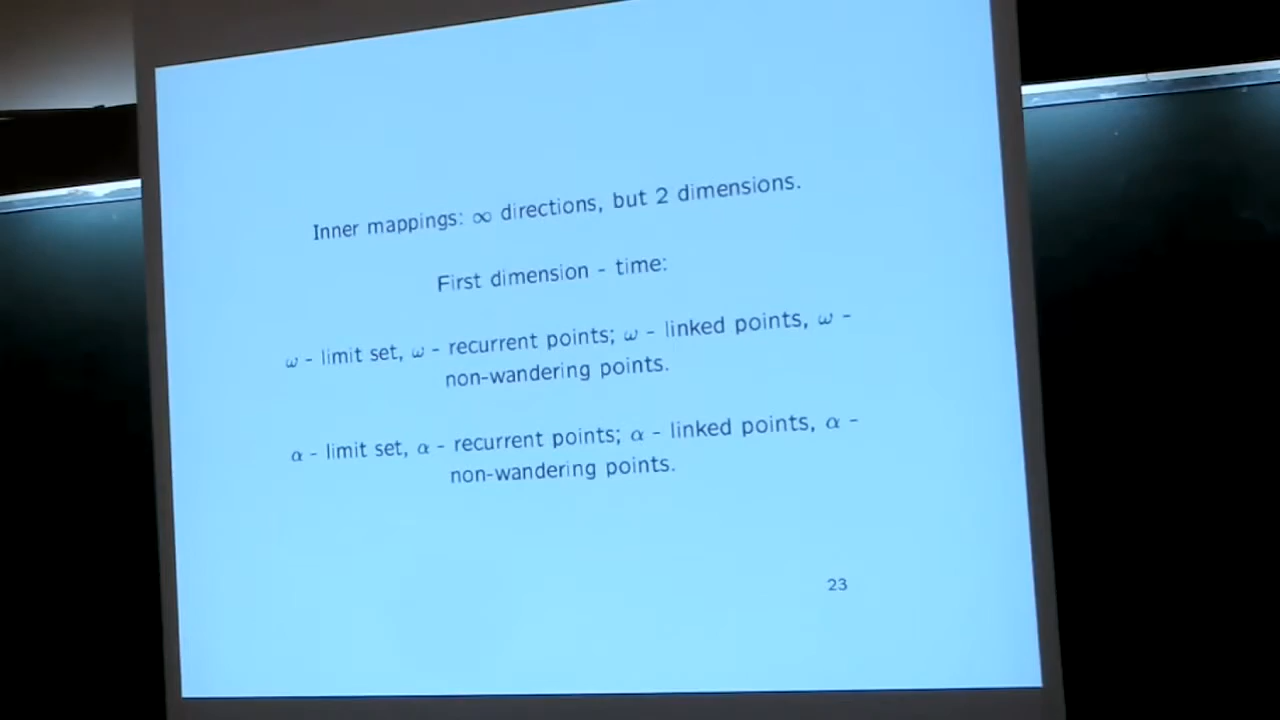 Inner mappings: ∞ directions, but 2 dimensions.
First dimension - time:
ω - limit set, ω - recurrent points; ω - linked points, ω -
non-wandering points.
α - limit set, α - recurrent points; α - linked points, α -
non-wandering points.
23